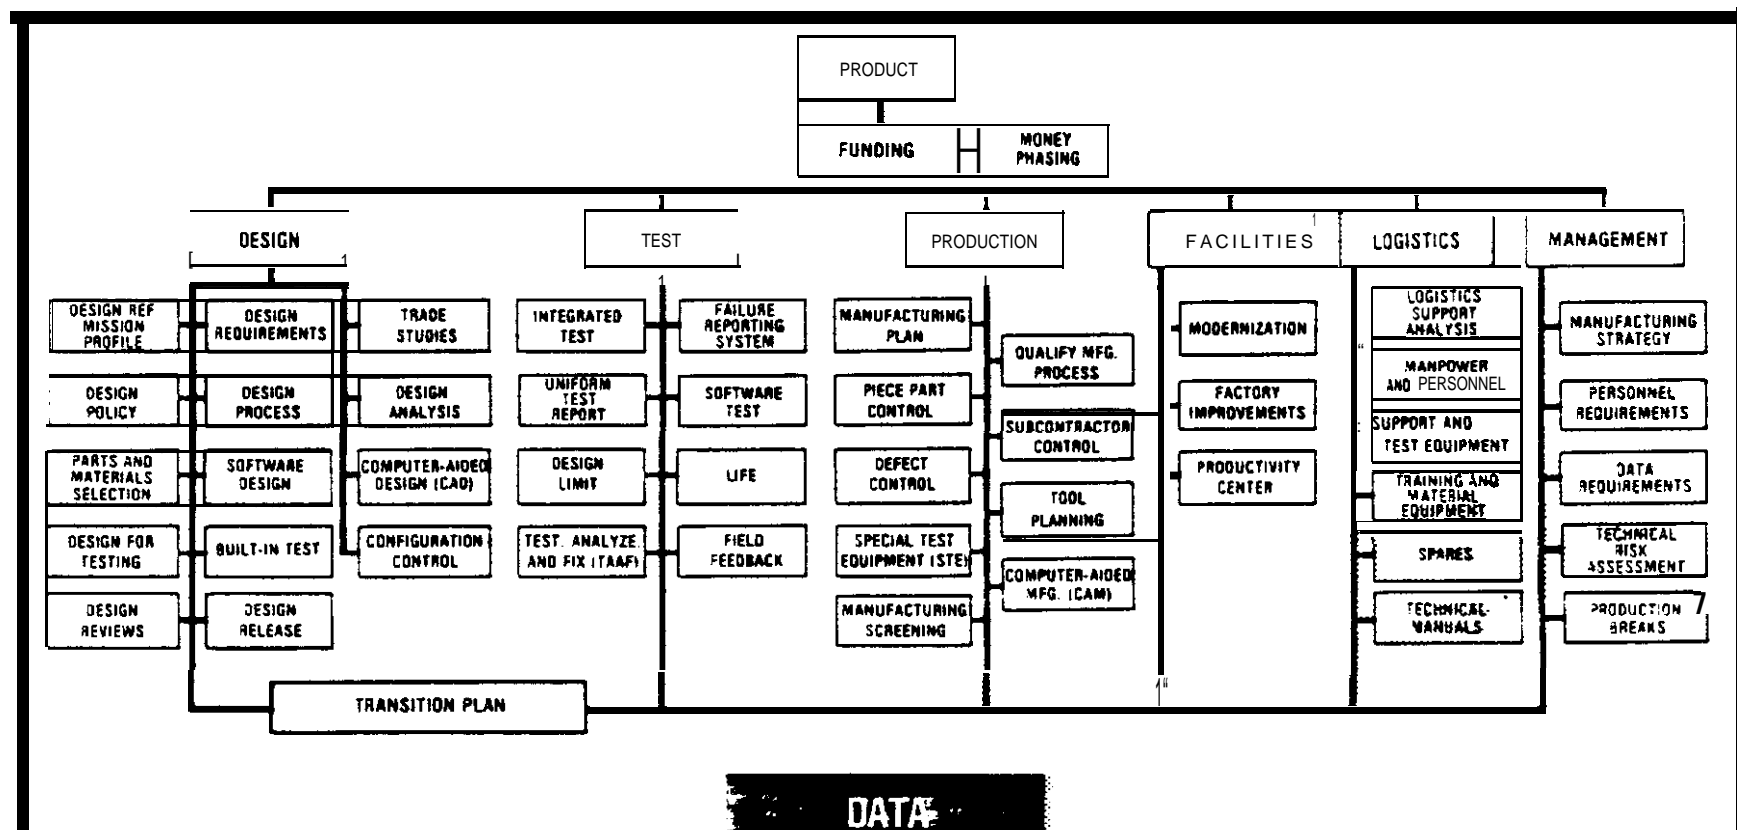 PRODUCT
FUNDING
MONEY
PHASING
DESIGN
TEST
PRODUCTION
FACILITIES
LOGISTICS
MANAGEMENT
DESIGN REF
MISSION
PROFILE
DESIGN
REQUIREMENTS
TRADE
STUDIES
DESIGN
POLICY
DESIGN
PROCESS
DESIGN
ANALYSIS
PARTS AND
MATERIALS
SELECTION
SOFTWARE
DESIGN
COMPUTER-AIDED
DESIGN (CAD)
DESIGN FOR
TESTING
BUILT-IN TEST
CONFIGURATION
CONTROL
DESIGN
REVIEWS
DESIGN
RELEASE
INTEGRATED
TEST
FAILURE
REPORTING
SYSTEM
UNIFORM
TEST
REPORT
SOFTWARE
TEST
DESIGN
LIMIT
LIFE
TEST. ANALYZE
AND FIX (TAAF)
FIELD
FEEDBACK
MANUFACTURING
PLAN
QUALIFY MFG.
PROCESS
PIECE PART
CONTROL
SUBCONTRACTOR
CONTROL
DEFECT
CONTROL
TOOL
PLANNING
SPECIAL TEST
EQUIPMENT (STE)
COMPUTER-AIDED
MFG. (CAM)
MANUFACTURING
SCREENING
MODERNIZATION
FACTORY
IMPROVEMENTS
PRODUCTIVITY
CENTER
LOGISTICS
SUPPORT
ANALYSIS
MANPOWER
AND PERSONNEL
SUPPORT AND
TEST EQUIPMENT
TRAINING AND
MATERIAL
EQUIPMENT
SPARES
TECHNICAL-
MANUALS
MANUFACTURING
STRATEGY
PERSONNEL
REQUIREMENTS
DATA
REQUIREMENTS
TECHNICAL
RISK
ASSESSMENT
PRODUCTION 7
BREAKS
TRANSITION PLAN
DATA